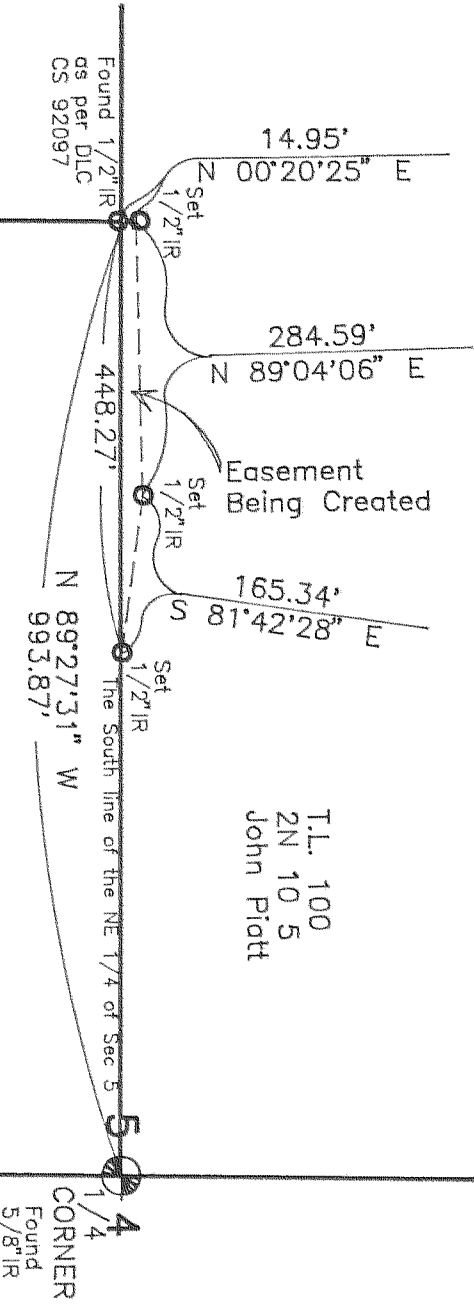 14.95'
N 00°20'25" E
284.59'
N 89°04'06" E
165.34'
S 81°42'28" E
Found 1/2"IR
as per DLC
CS 92097
Set
1/2"IR
Easement
Being Created
Set
1/2"IR
448.27'
Set
1/2"IR
T.L. 100
2N 10 5
John Piatt
N 89°27'31" W
993.87'
The South line of the NE 1/4 of Sec 5
5
4
1/4
CORNER
Found
5/8"IR